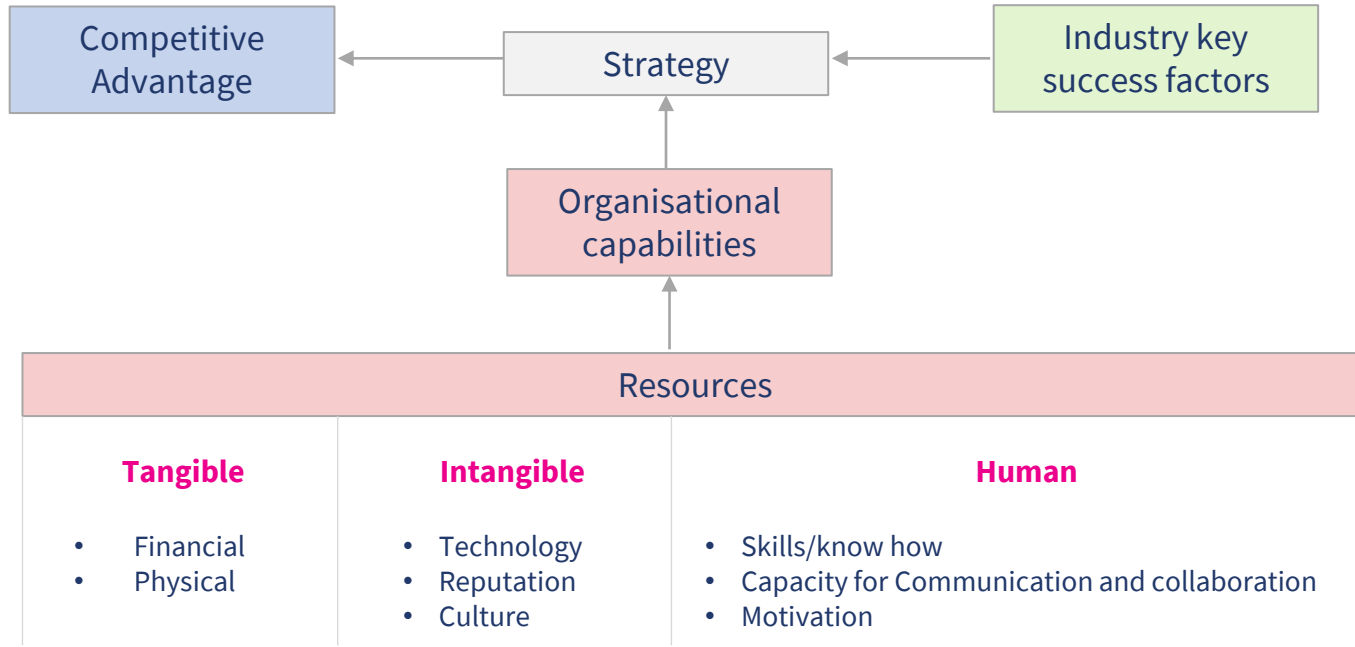 Competitive
Advantage
Strategy
Industry key
success factors
Organisational
capabilities
Resources
Tangible
• Financial
• Physical
Intangible
• Technology
• Reputation
• Culture
Human
• Skills/know how
• Capacity for Communication and collaboration
• Motivation